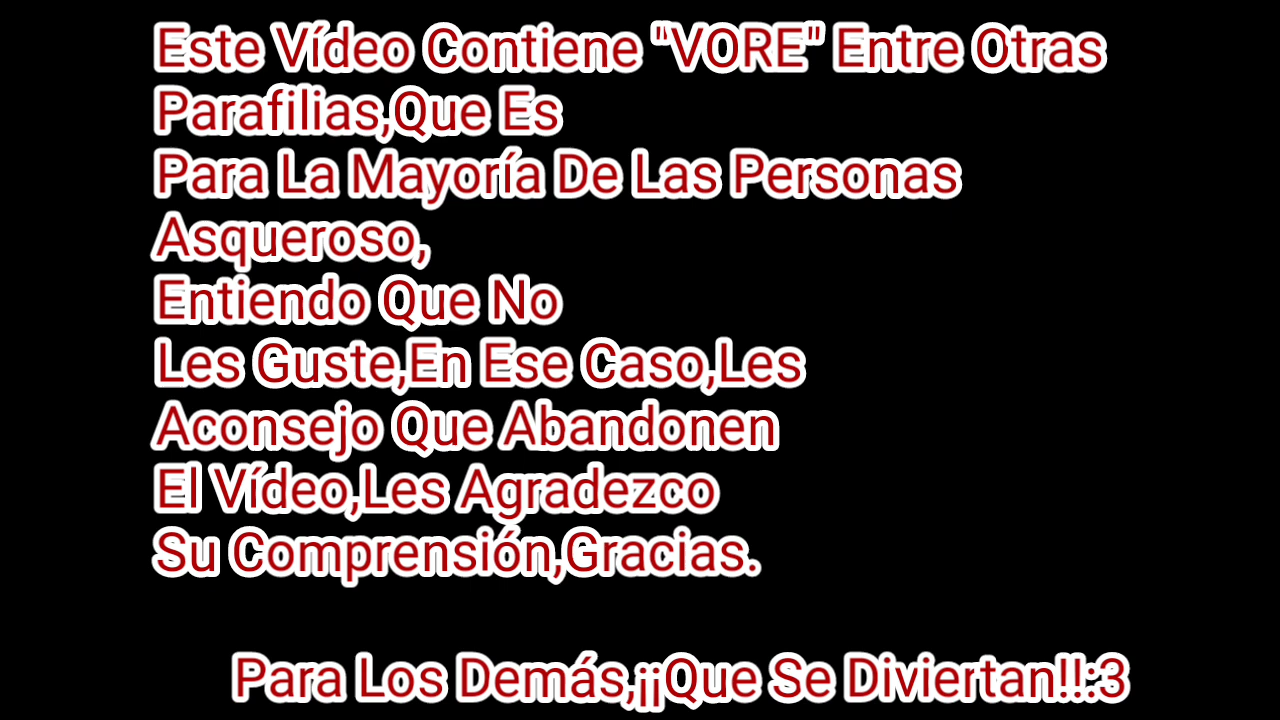 Este Vídeo Contiene "VORE" Entre Otras
Parafilias,Que Es
Para La Mayoría De Las Personas
Asqueroso,
Entiendo Que No
Les Guste,En Ese Caso,Les
Aconsejo Que Abandonen
El Vídeo,Les Agradezco
Su Comprensión,Gracias.
Para Los Demás,¡¡Que Se Diviertan!!:3